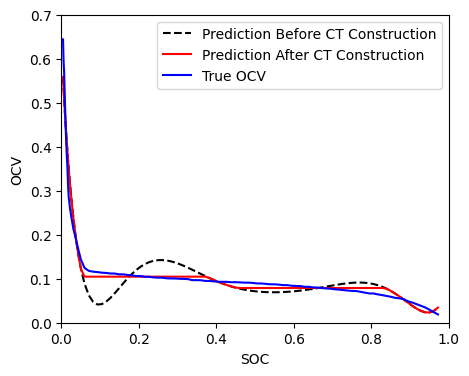 0.7
0.6
0.5
0.4
0.3
0.2
0.1
0.0
OCV
Prediction Before CT Construction
Prediction After CT Construction
True OCV
0.0 0.2 0.4 0.6 0.8 1.0
SOC